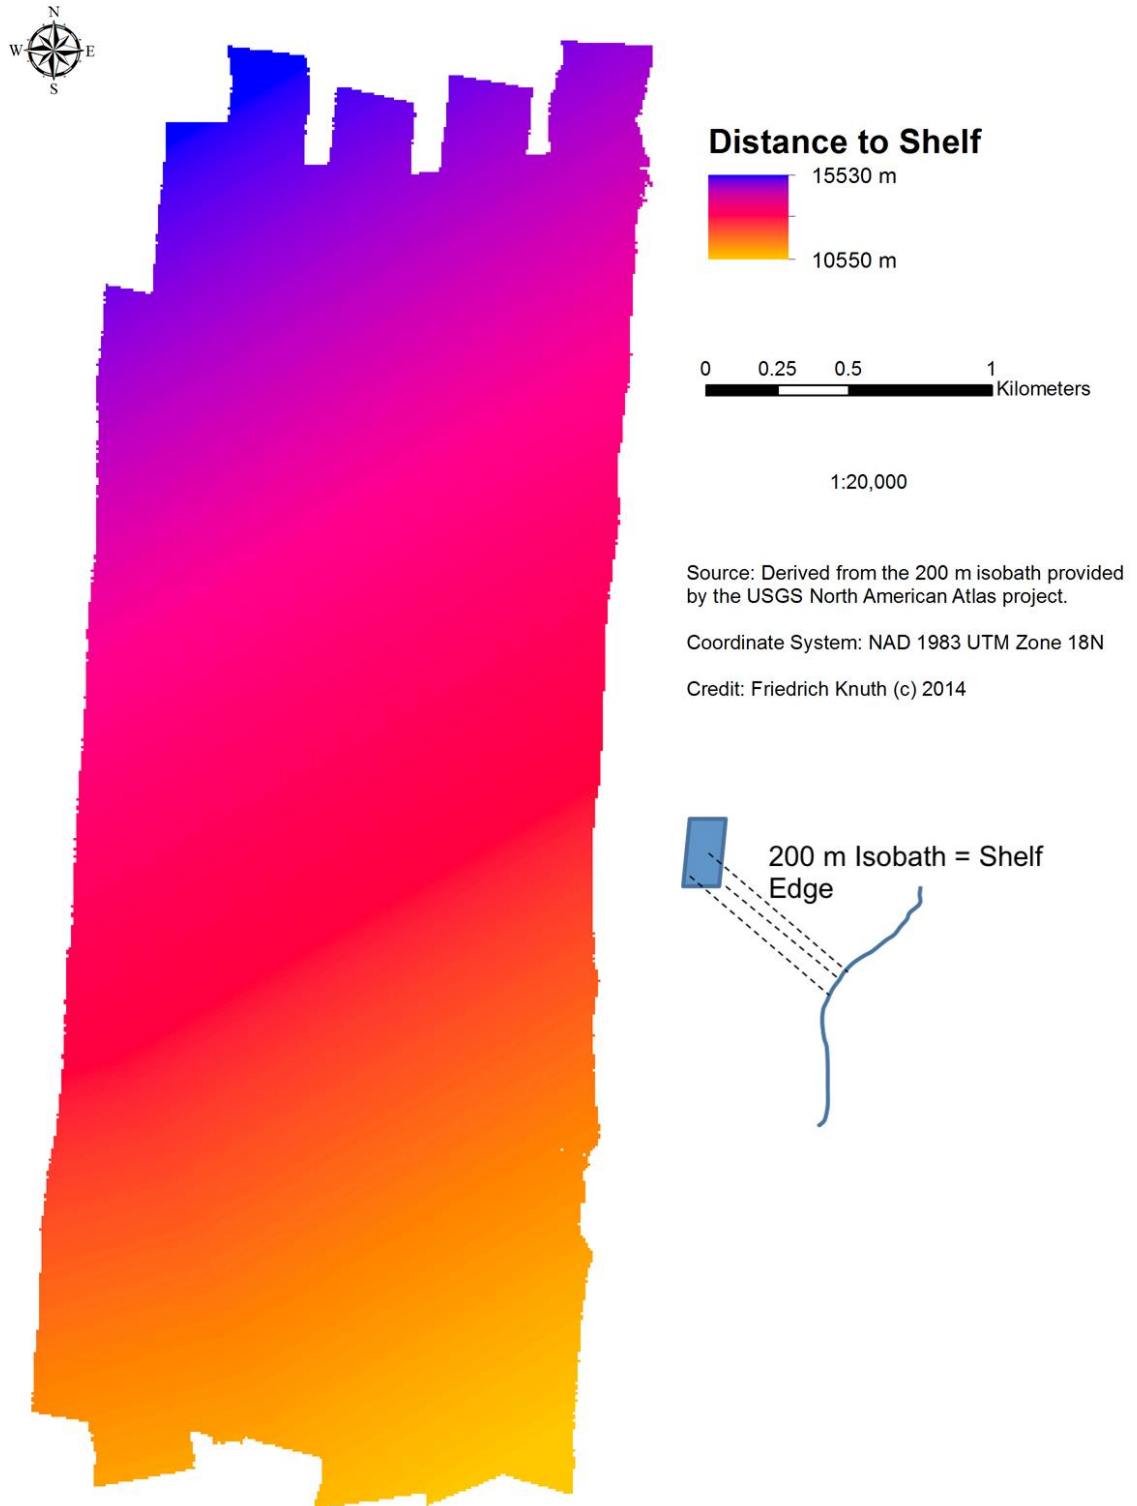 N
W E
S
Distance to Shelf
15530 m
10550 m
0 0.25 0.5 1
Kilometers
1:20,000
Source: Derived from the 200 m isobath provided
by the USGS North American Atlas project.
Coordinate System: NAD 1983 UTM Zone 18N
Credit: Friedrich Knuth (c) 2014
200 m Isobath = Shelf
Edge